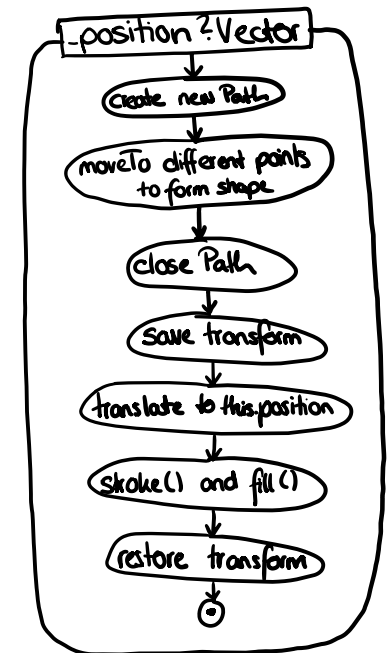 _position?: Vector
create new Path
moveTo different points
to form shape
close Path
save transform
translate to this.position
stroke() and fill()
restore transform